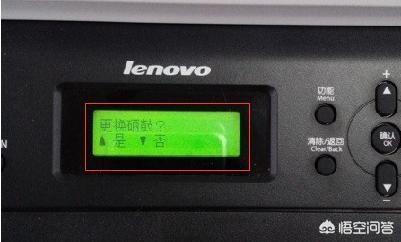 lenovo
更换硒鼓？
▲ 是 ▼ 否
功能
Menu
清除/返回
Clear/Back
+
确认
OK
−
N
悟空问答